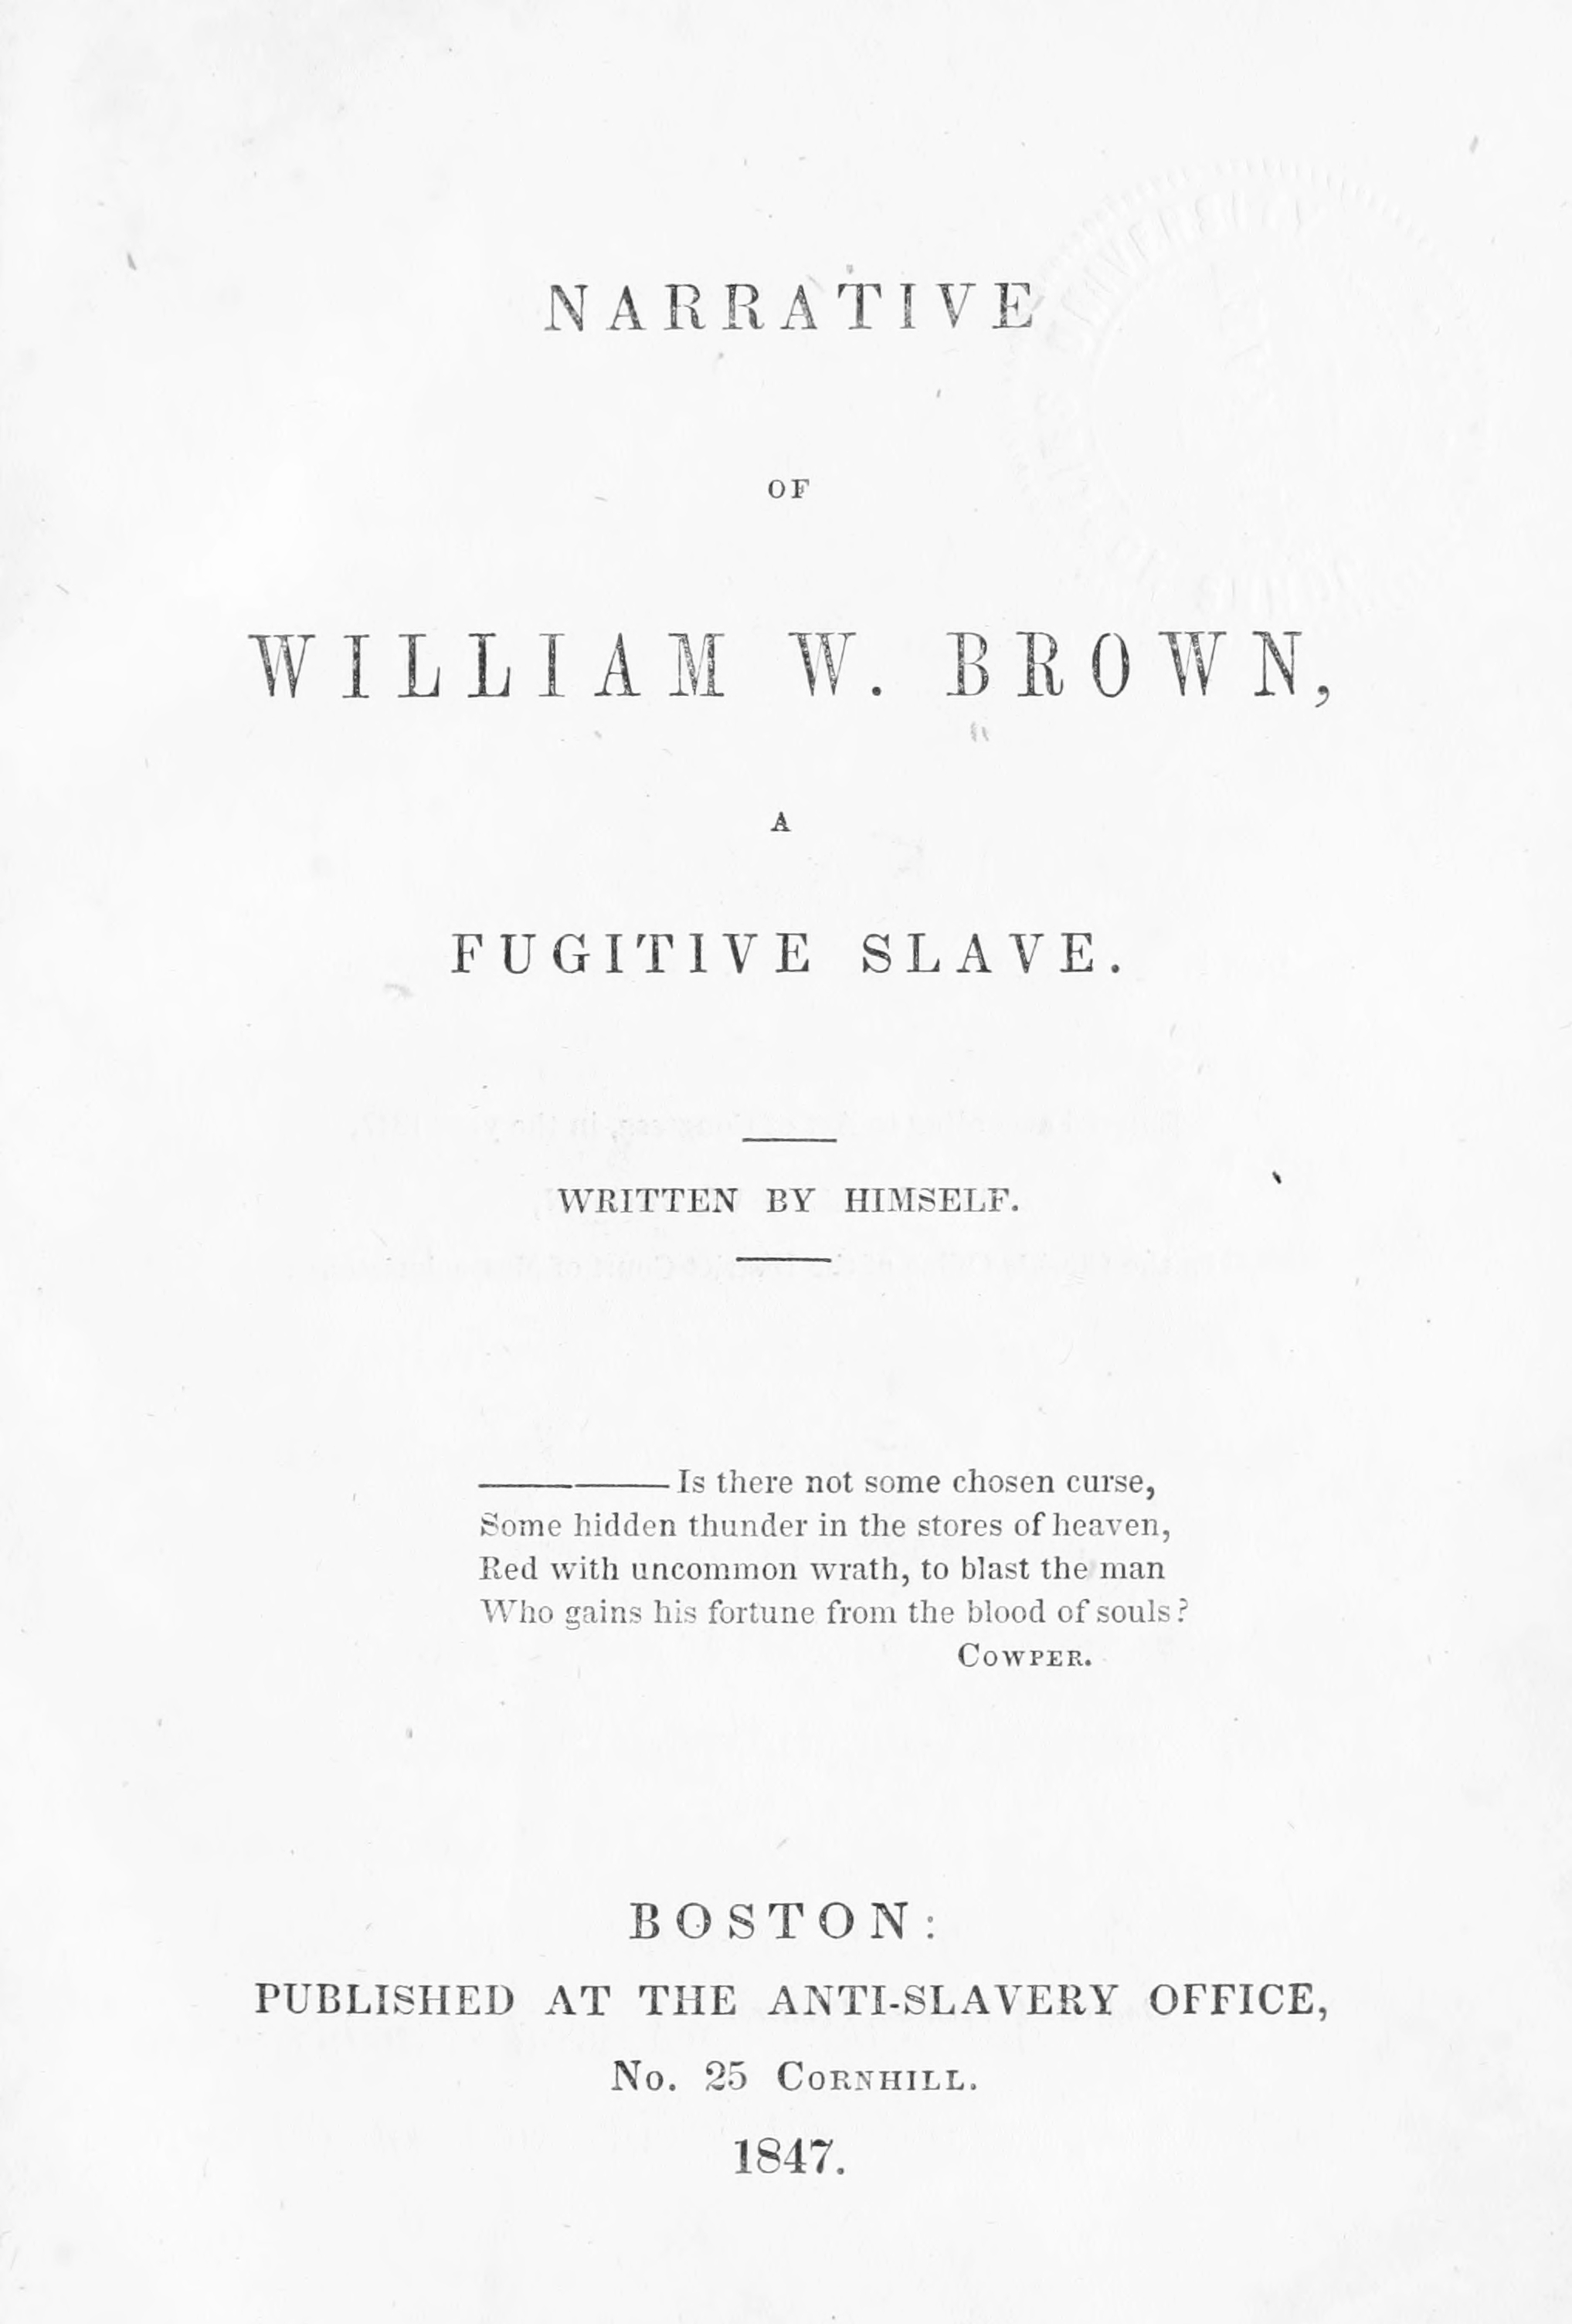 NARRATIVE
OF
WILLIAM W. BROWN,
A
FUGITIVE SLAVE.
WRITTEN BY HIMSELF.
———— Is there not some chosen curse,
Some hidden thunder in the stores of heaven,
Red with uncommon wrath, to blast the man
Who gains his fortune from the blood of souls?
COWPER.
BOSTON:
PUBLISHED AT THE ANTI-SLAVERY OFFICE,
No. 25 CORNHILL.
1847.